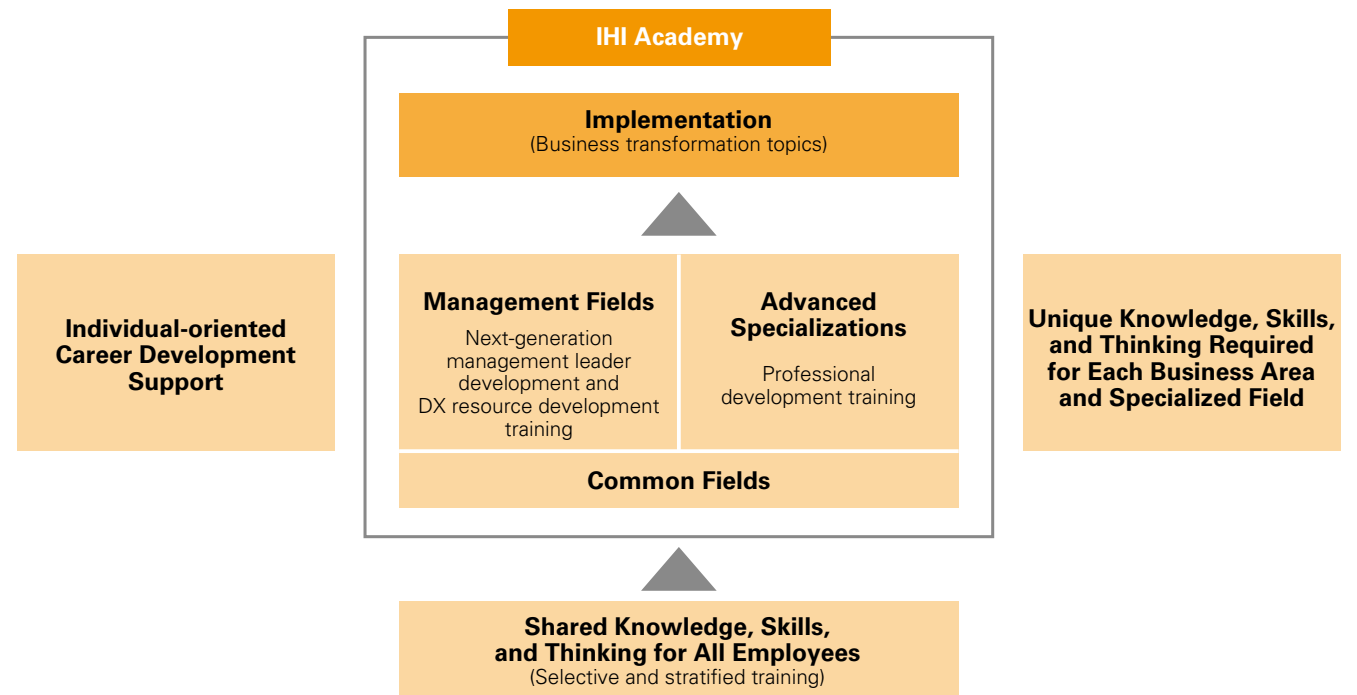 IHI Academy
Implementation
(Business transformation topics)
Individual-oriented
Career Development
Support
Management Fields
Next-generation
management leader
development and
DX resource development
training
Advanced
Specializations
Professional
development training
Common Fields
Unique Knowledge, Skills,
and Thinking Required
for Each Business Area
and Specialized Field
Shared Knowledge, Skills,
and Thinking for All Employees
(Selective and stratified training)